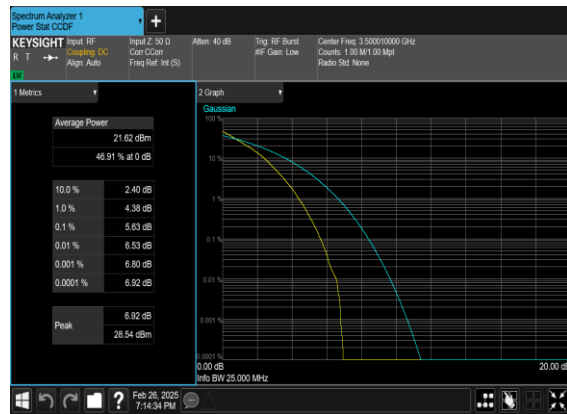 Spectrum Analyzer 1
Power Stat CCDF
KEYSIGHT
R T
LXI
Input: RF
Coupling: DC
Align: Auto
Input Z: 50 Ω
Corr CCorr
Freq Ref: Int (S)
Atten: 40 dB
Trig: RF Burst
#IF Gain: Low
Center Freq: 3.500010000 GHz
Counts: 1.00 M/1.00 Mpt
Radio Std: None
1 Metrics
Average Power
21.62 dBm
46.91 % at 0 dB
10.0 % 2.40 dB
1.0 % 4.38 dB
0.1 % 5.63 dB
0.01 % 6.53 dB
0.001 % 6.80 dB
0.0001 % 6.92 dB
Peak
6.92 dB
28.54 dBm
2 Graph
Gaussian
100 %
10 %
1 %
0.1 %
0.01 %
0.001 %
0.0001 %
0.00 dB
20.00 dB
Info BW 25.000 MHz
?
Feb 26, 2025
7:14:34 PM